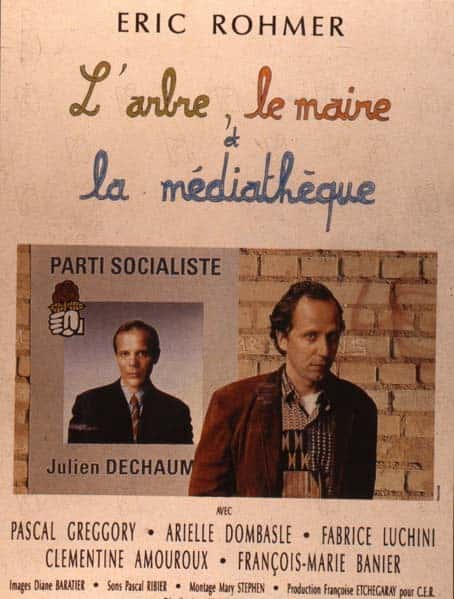 ERIC ROHMER
L'arbre, le maire
et
la médiathèque
PARTI SOCIALISTE
Julien DECHAUM
AVEC
PASCAL GREGGORY • ARIELLE DOMBASLE • FABRICE LUCHINI
CLEMENTINE AMOUROUX • FRANÇOIS-MARIE BANIER
Images Diane BARATIER • Sons Pascal RIBIER • Montage Mary STEPHEN • Production Françoise ETCHEGARAY pour C.E.R.